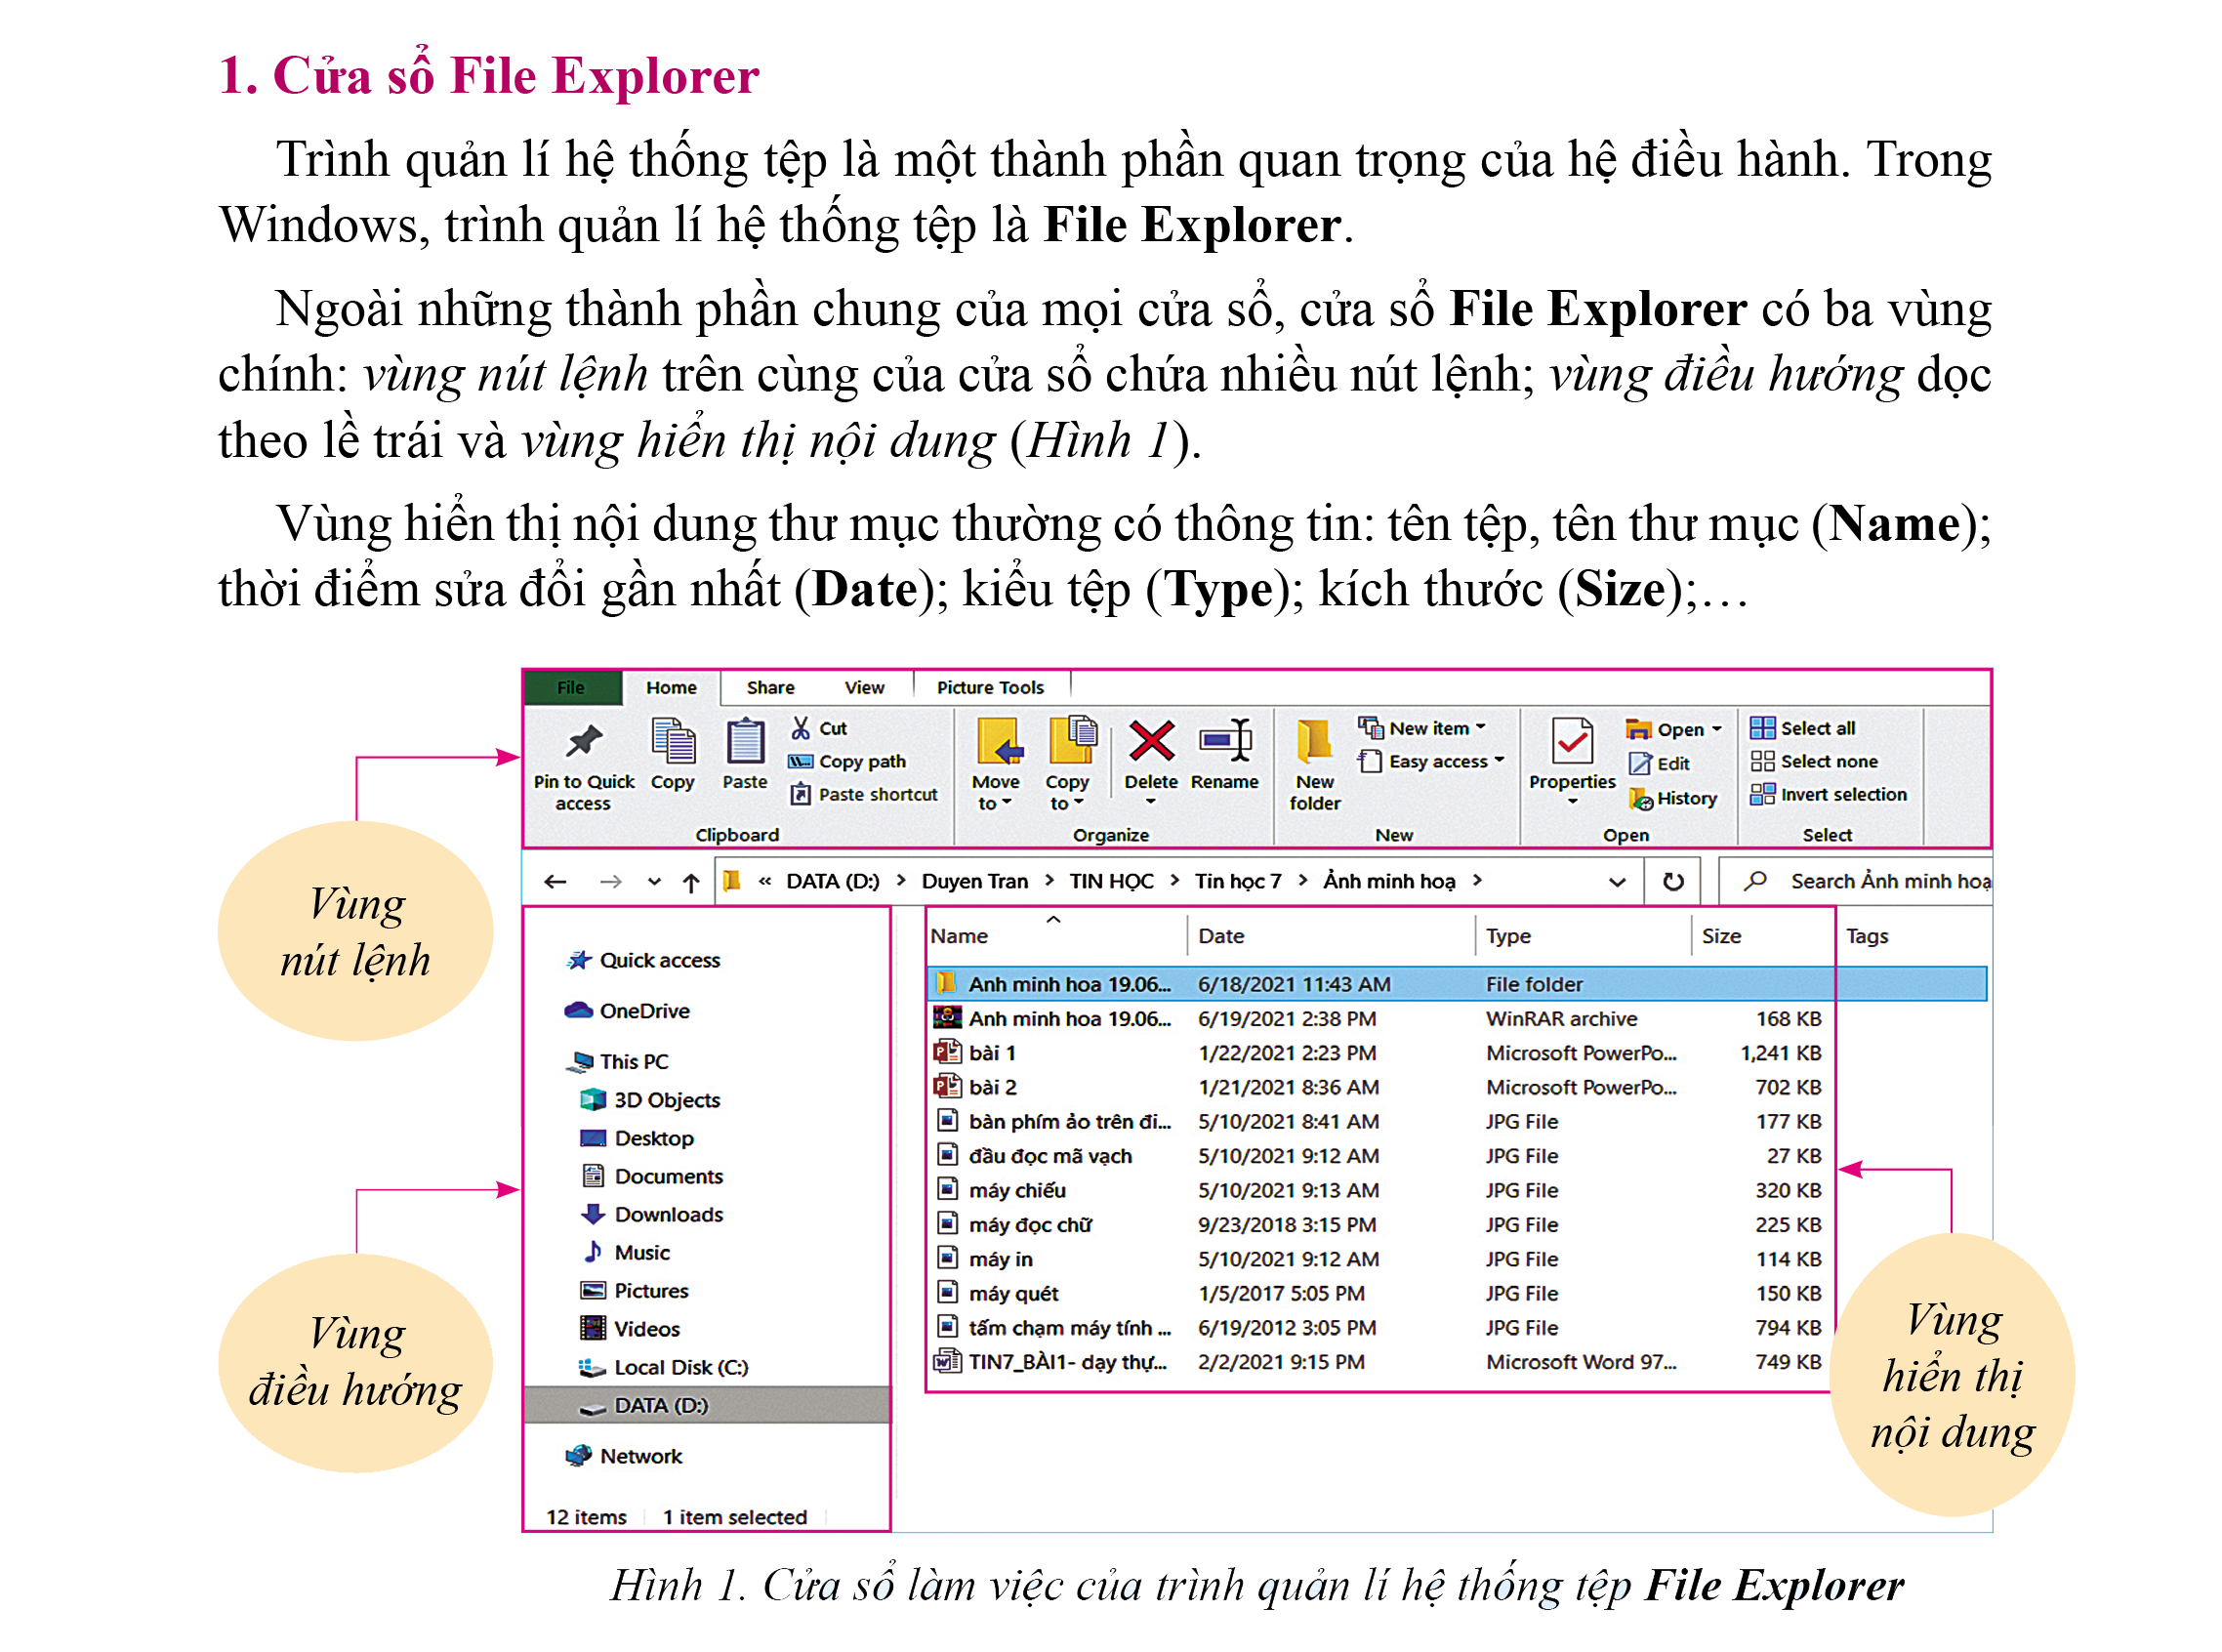 1. Cửa sổ File Explorer
Trình quản lí hệ thống tệp là một thành phần quan trọng của hệ điều hành. Trong
Windows, trình quản lí hệ thống tệp là File Explorer.
Ngoài những thành phần chung của mọi cửa sổ, cửa sổ File Explorer có ba vùng
chính: vùng nút lệnh trên cùng của cửa sổ chứa nhiều nút lệnh; vùng điều hướng dọc
theo lề trái và vùng hiển thị nội dung (Hình 1).
Vùng hiển thị nội dung thư mục thường có thông tin: tên tệp, tên thư mục (Name);
thời điểm sửa đổi gần nhất (Date); kiểu tệp (Type); kích thước (Size);…
File Home Share View Picture Tools
Pin to Quick access Copy Paste Cut Copy path Paste shortcut
Move to Copy to Delete Rename
New folder New item Easy access
Properties Open Edit History
Select all Select none Invert selection
Clipboard Organize New Open Select
« DATA (D:) > Duyen Tran > TIN HỌC > Tin học 7 > Ảnh minh hoạ > Search Ảnh minh hoạ
Vùng
nút lệnh
Quick access
OneDrive
This PC
3D Objects
Desktop
Documents
Downloads
Music
Pictures
Videos
Local Disk (C:)
DATA (D:)
Network
12 items 1 item selected
Vùng
điều hướng
Name Date Type Size Tags
Anh minh hoa 19.06... 6/18/2021 11:43 AM File folder
Anh minh hoa 19.06... 6/19/2021 2:38 PM WinRAR archive 168 KB
bài 1 1/22/2021 2:23 PM Microsoft PowerPo... 1,241 KB
bài 2 1/21/2021 8:36 AM Microsoft PowerPo... 702 KB
bàn phím ảo trên đi... 5/10/2021 8:41 AM JPG File 177 KB
đầu đọc mã vạch 5/10/2021 9:12 AM JPG File 27 KB
máy chiếu 5/10/2021 9:13 AM JPG File 320 KB
máy đọc chữ 9/23/2018 3:15 PM JPG File 225 KB
máy in 5/10/2021 9:12 AM JPG File 114 KB
máy quét 1/5/2017 5:05 PM JPG File 150 KB
tấm chạm máy tính ... 6/19/2012 3:05 PM JPG File 794 KB
TIN7_BÀI1- dạy thự... 2/2/2021 9:15 PM Microsoft Word 97... 749 KB
Vùng
hiển thị
nội dung
Hình 1. Cửa sổ làm việc của trình quản lí hệ thống tệp File Explorer